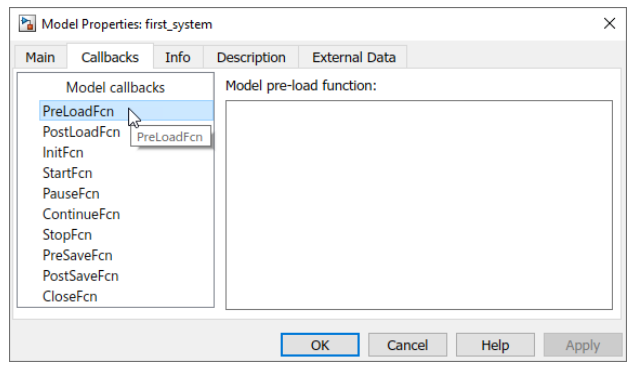 Model Properties: first_system
Main Callbacks Info Description External Data
Model callbacks
PreLoadFcn
PostLoadFcn
PreLoadFcn
InitFcn
StartFcn
PauseFcn
ContinueFcn
StopFcn
PreSaveFcn
PostSaveFcn
CloseFcn
Model pre-load function:
OK Cancel Help Apply